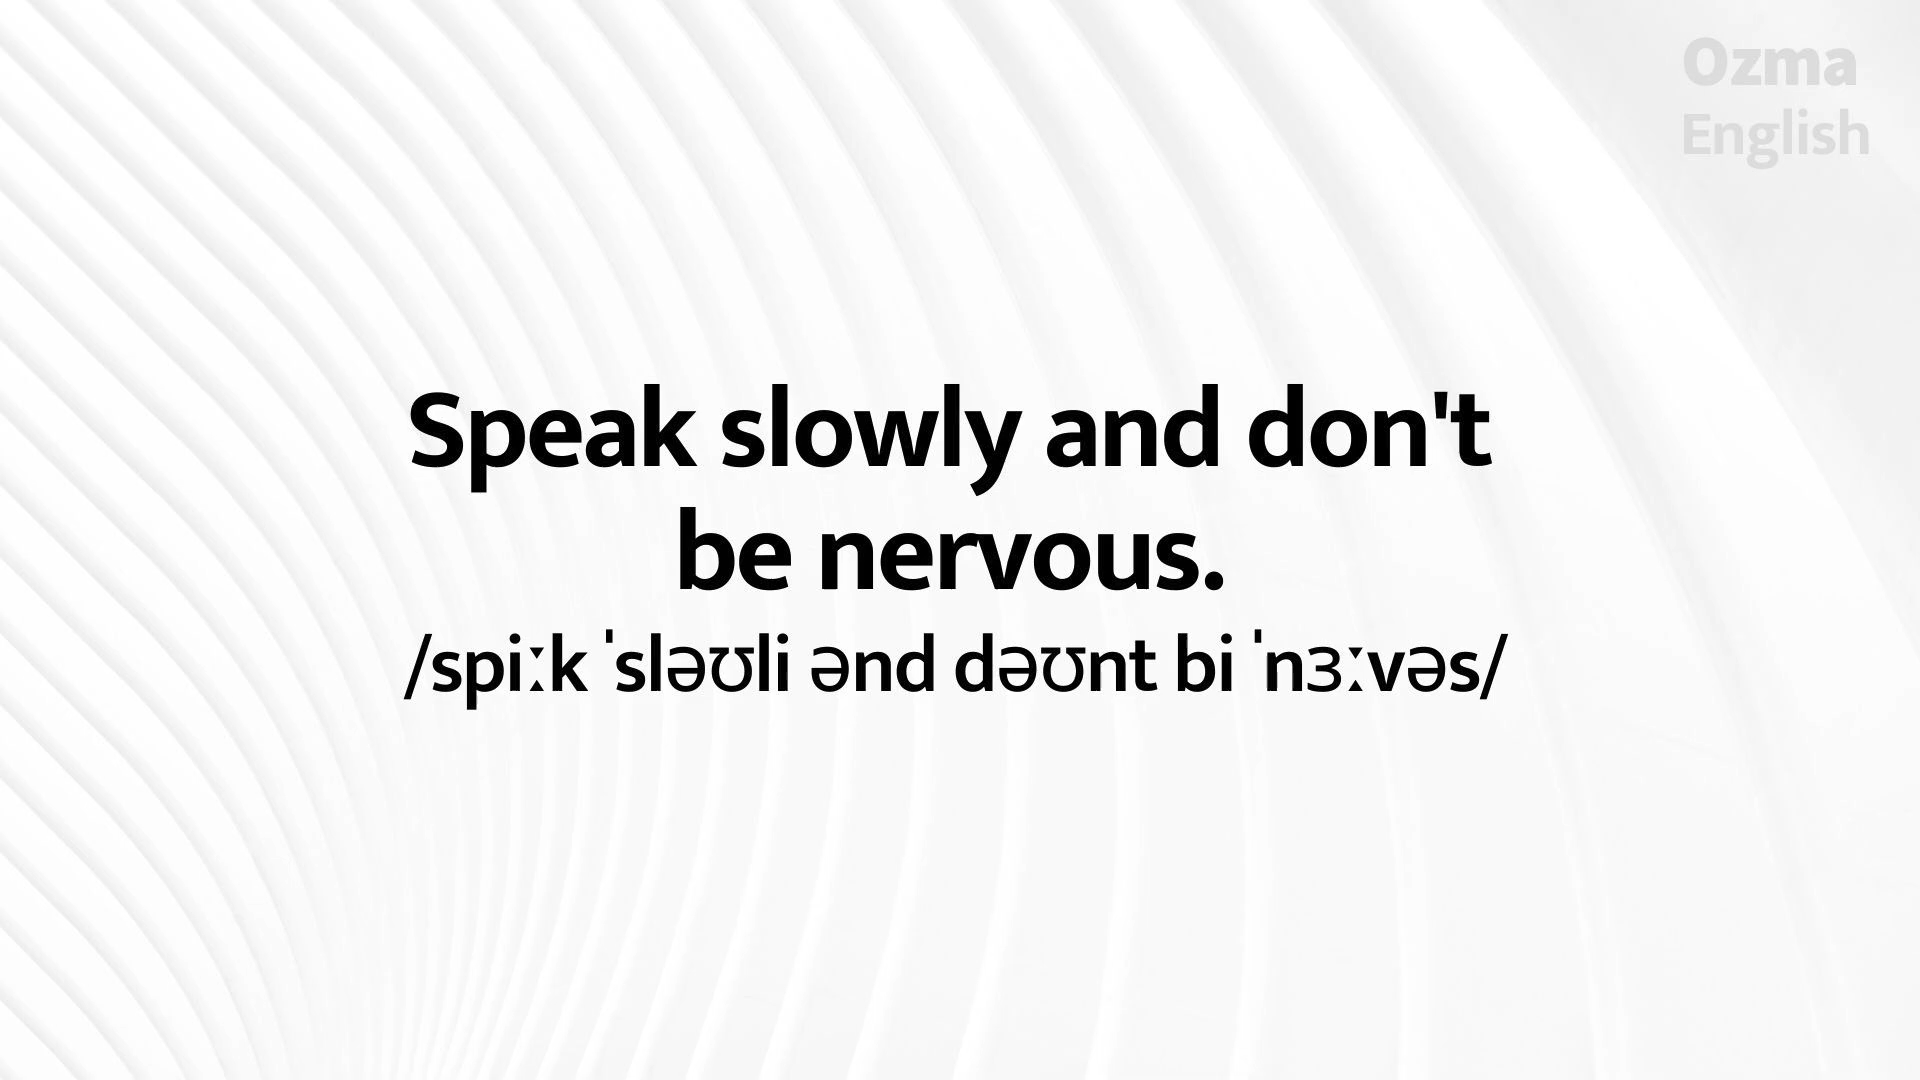 Ozma
English
Speak slowly and don't
be nervous.
/spiːk ˈsləʊli ənd dəʊnt bi ˈnɜːvəs/